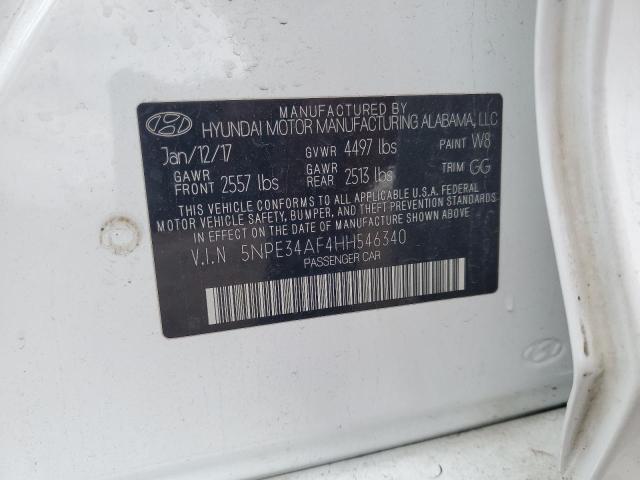 MANUFACTURED BY
HYUNDAI MOTOR MANUFACTURING ALABAMA, LLC
Jan/12/17 GVWR 4497 lbs PAINT W8
GAWR FRONT 2557 lbs GAWR REAR 2513 lbs TRIM GG
THIS VEHICLE CONFORMS TO ALL APPLICABLE U.S.A. FEDERAL
MOTOR VEHICLE SAFETY, BUMPER, AND THEFT PREVENTION STANDARDS
IN EFFECT ON THE DATE OF MANUFACTURE SHOWN ABOVE.
V.I.N 5NPE34AF4HH546340
PASSENGER CAR